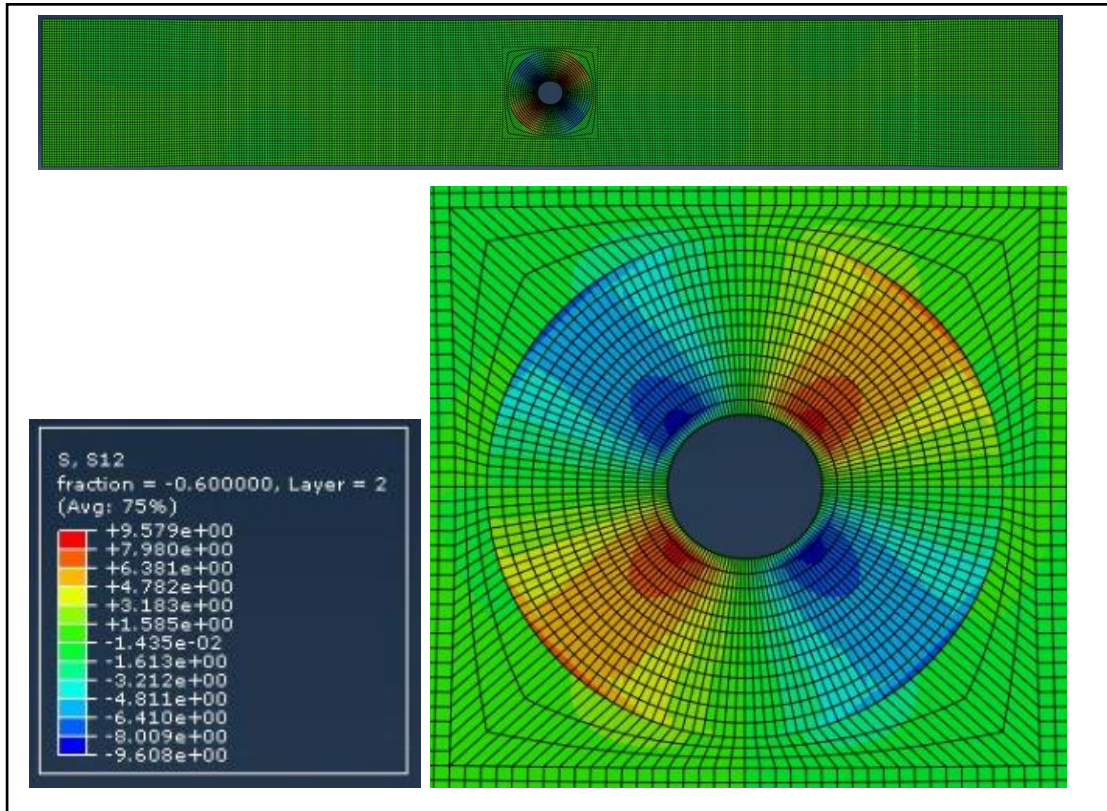 S, S12
fraction = -0.600000, Layer = 2
(Avg: 75%)
+9.579e+00
+7.980e+00
+6.381e+00
+4.782e+00
+3.183e+00
+1.585e+00
-1.435e-02
-1.613e+00
-3.212e+00
-4.811e+00
-6.410e+00
-8.009e+00
-9.608e+00